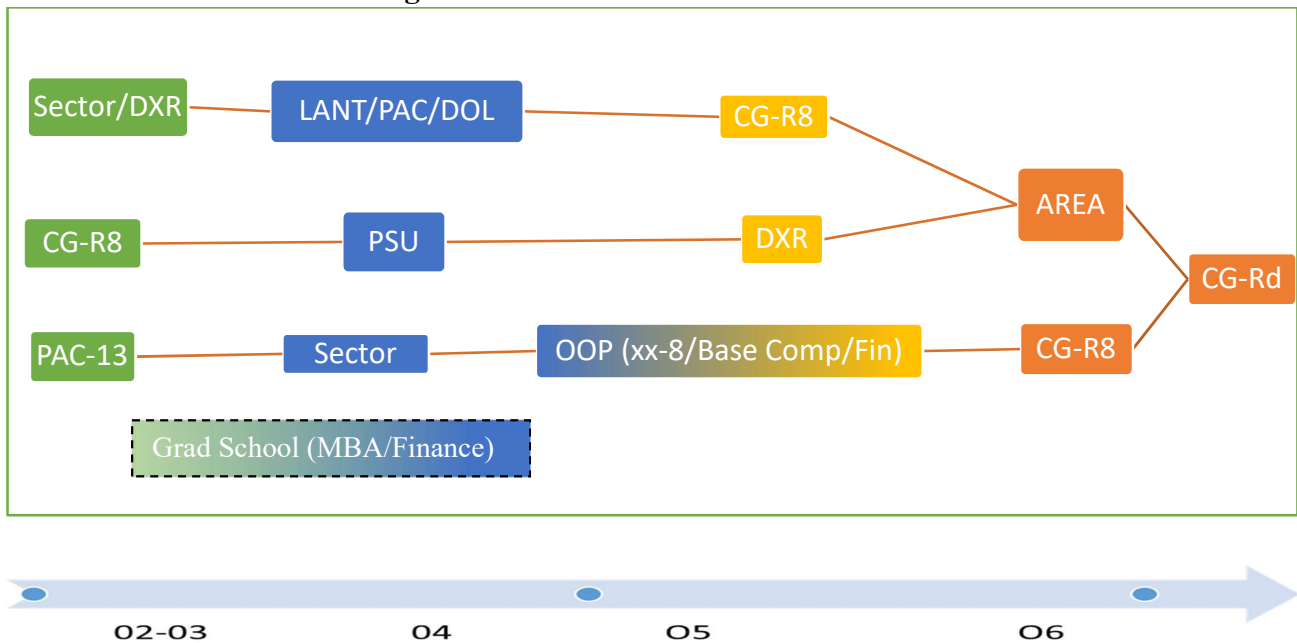 Sector/DXR
LANT/PAC/DOL
CG-R8
AREA
CG-R8
PSU
DXR
CG-Rd
PAC-13
Sector
OOP (xx-8/Base Comp/Fin)
CG-R8
Grad School (MBA/Finance)
02-03
04
O5
O6